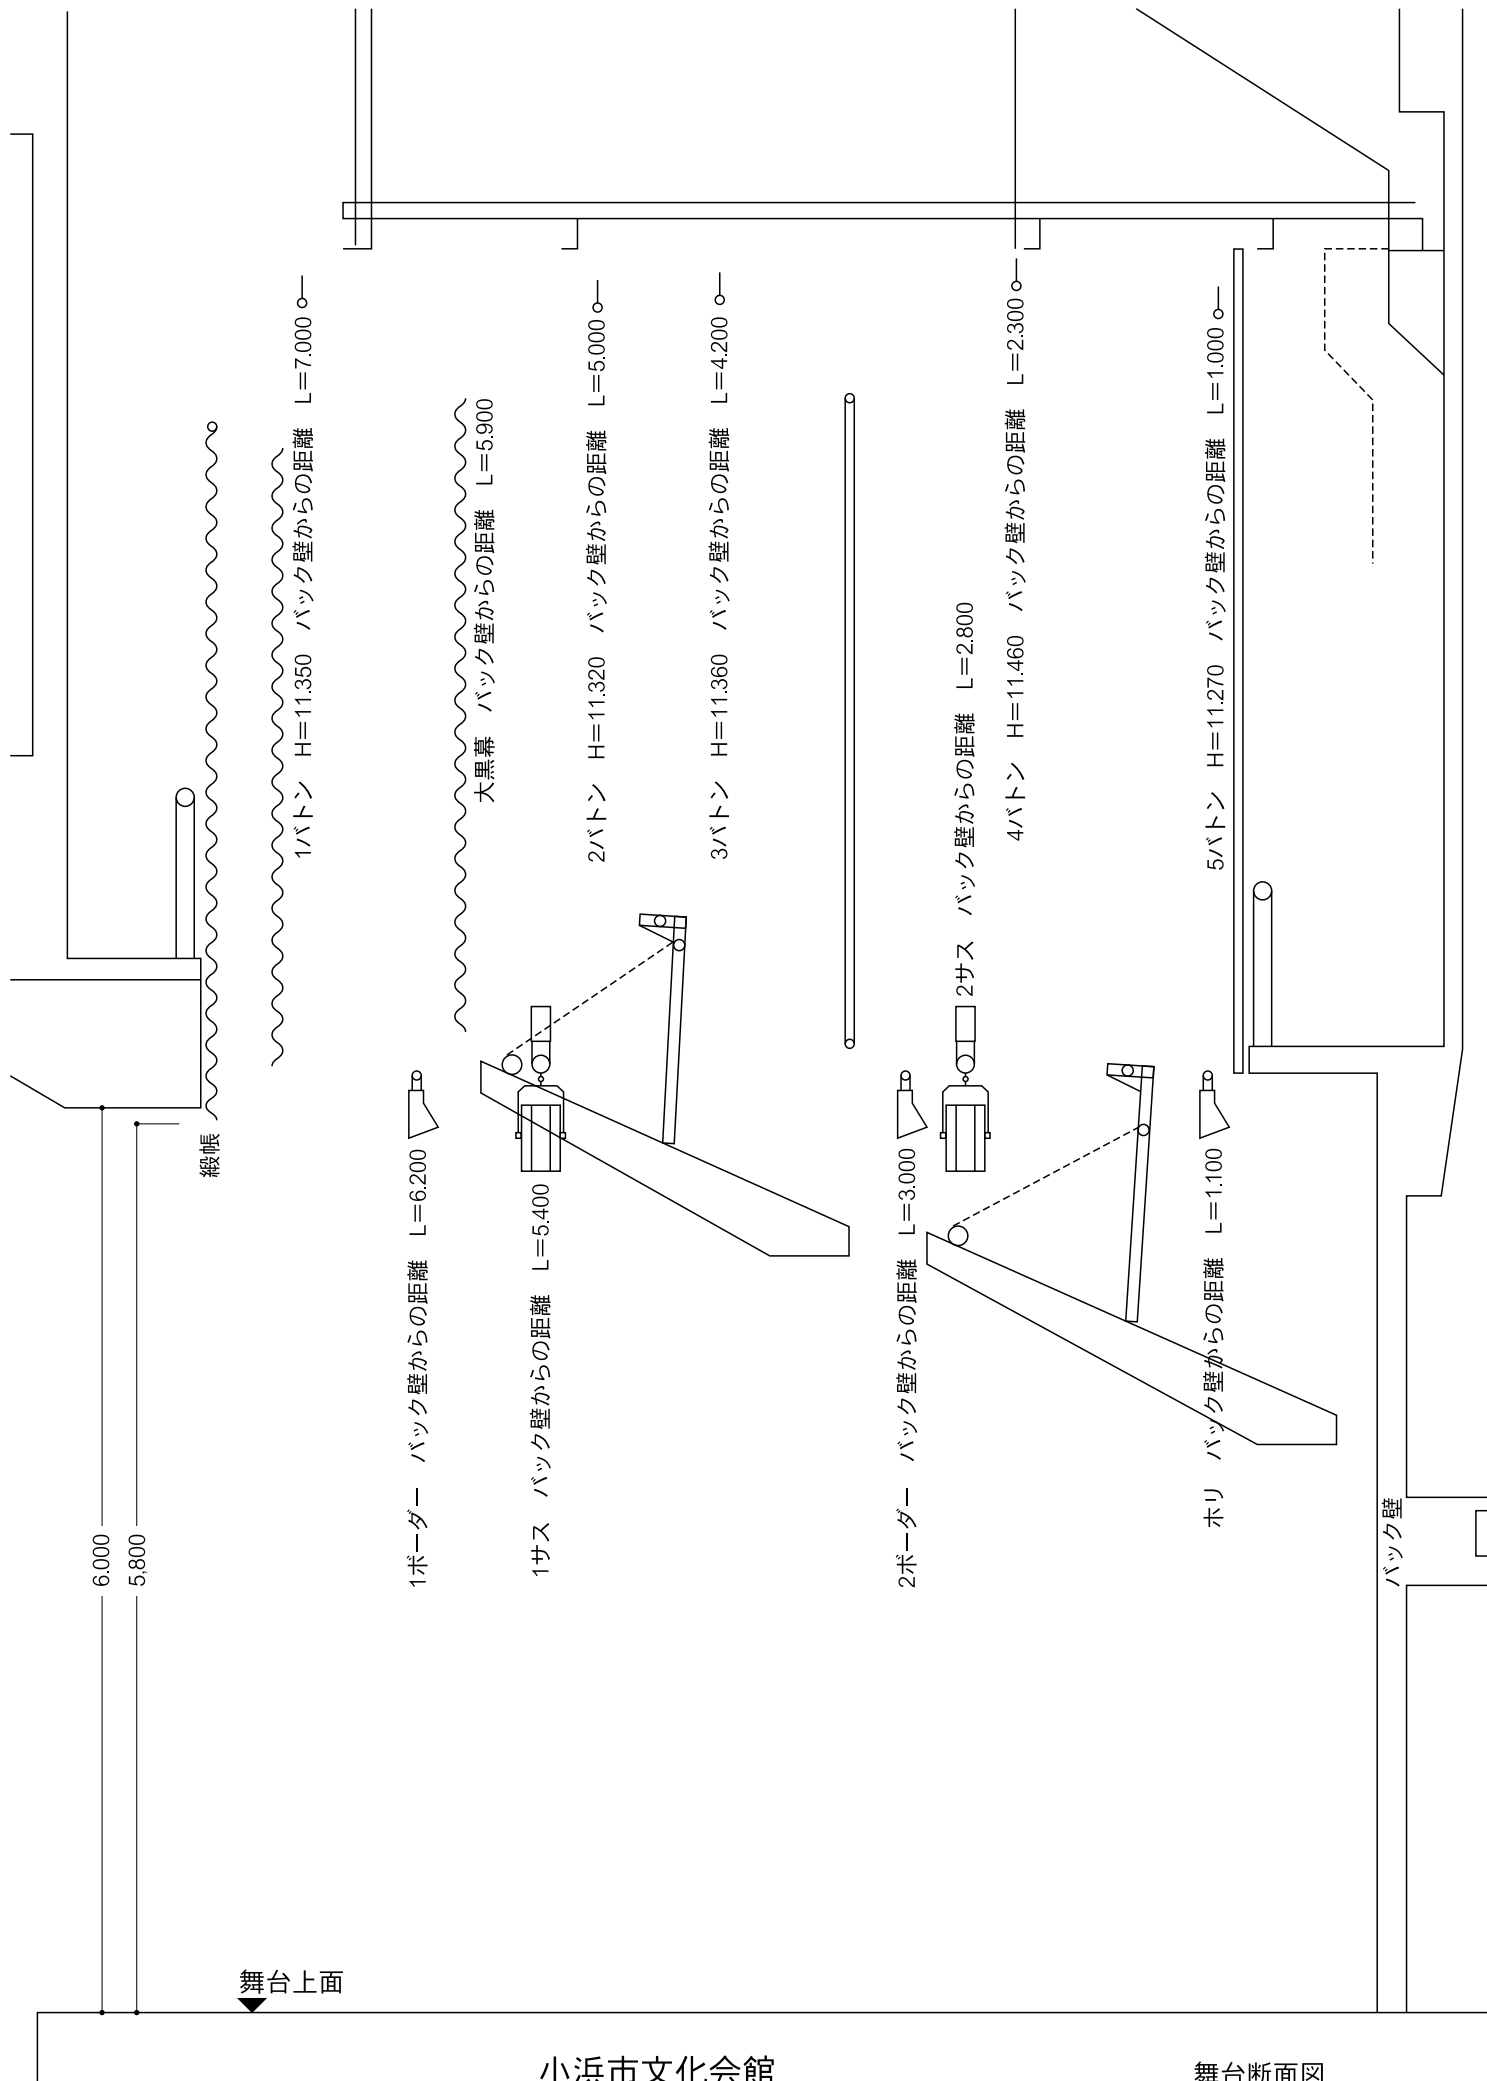 1バトン　H＝11.350　バック壁からの距離　L＝7.000
大黒幕　バック壁からの距離　L＝5.900
2バトン　H＝11.320　バック壁からの距離　L＝5.000
3バトン　H＝11.360　バック壁からの距離　L＝4.200
2サス　バック壁からの距離　L＝2.800
4バトン　H＝11.460　バック壁からの距離　L＝2.300
5バトン　H＝11.270　バック壁からの距離　L＝1.000
6.000
5,800
緞帳
1ボーダー　バック壁からの距離　L＝6.200
1サス　バック壁からの距離　L＝5.400
2ボーダー　バック壁からの距離　L＝3.000
ホリ　バック壁からの距離　L＝1.100
バック壁
舞台上面
小浜市文化会館
舞台断面図